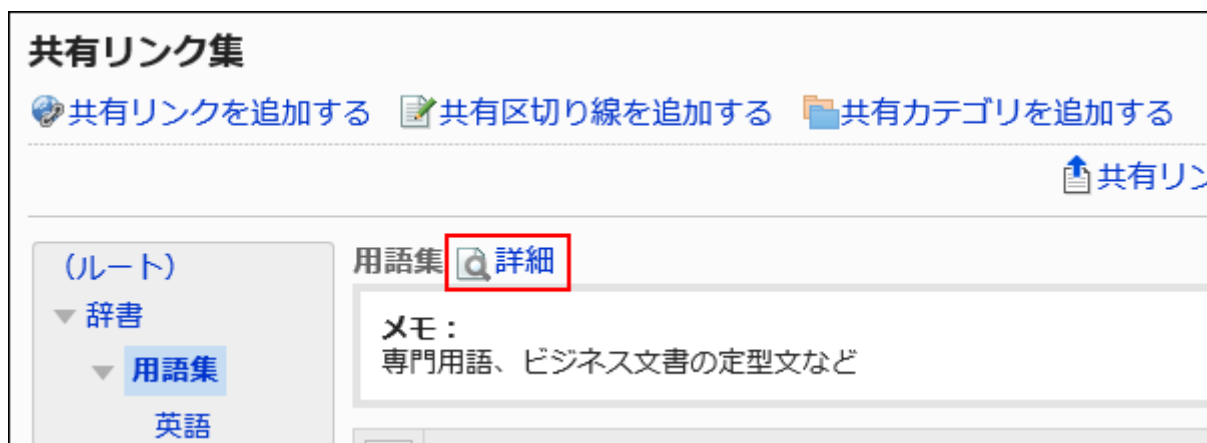 共有リンク集
共有リンクを追加する 共有区切り線を追加する 共有カテゴリを追加する
共有リン
(ルート)
辞書
用語集
英語
用語集 詳細
メモ：
専門用語、ビジネス文書の定型文など